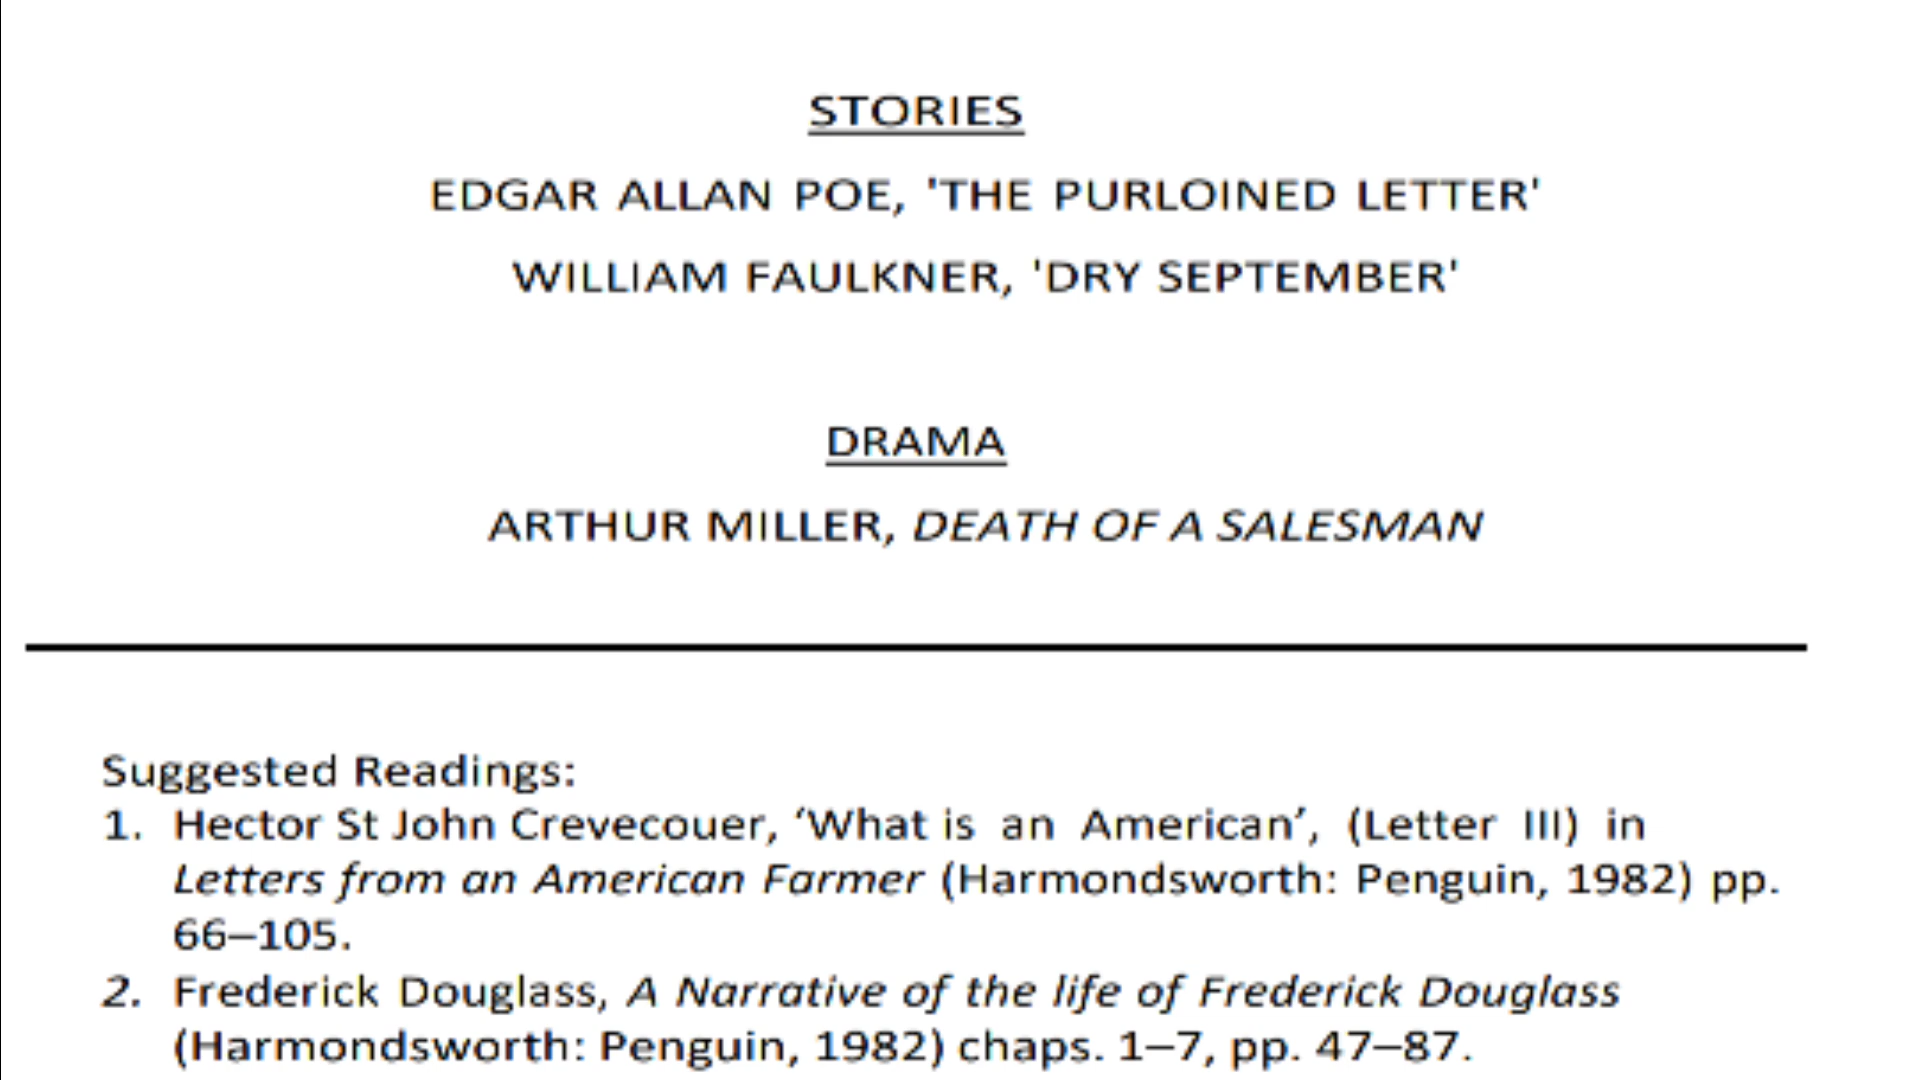 STORIES
EDGAR ALLAN POE, 'THE PURLOINED LETTER'
WILLIAM FAULKNER, 'DRY SEPTEMBER'
DRAMA
ARTHUR MILLER, DEATH OF A SALESMAN
Suggested Readings:
1. Hector St John Crevecouer, ‘What is an American’, (Letter III) in
Letters from an American Farmer (Harmondsworth: Penguin, 1982) pp.
66–105.
2. Frederick Douglass, A Narrative of the life of Frederick Douglass
(Harmondsworth: Penguin, 1982) chaps. 1–7, pp. 47–87.